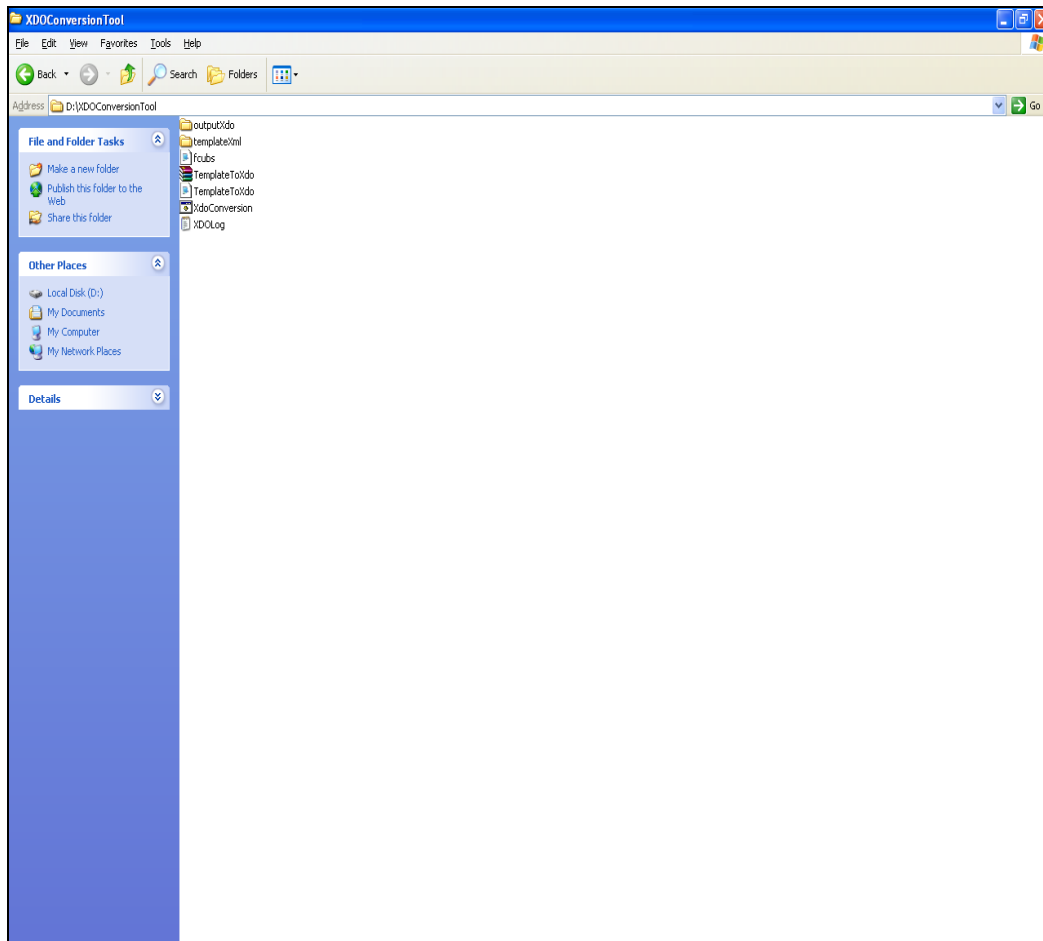 XDOConversionTool
File Edit View Favorites Tools Help
Back Search Folders
Address D:\XDOConversionTool Go
File and Folder Tasks
Make a new folder
Publish this folder to the
Web
Share this folder
Other Places
Local Disk (D:)
My Documents
My Computer
My Network Places
Details
outputXdo
templateXml
fcubs
TemplateToXdo
TemplateToXdo
XdoConversion
XDOLog